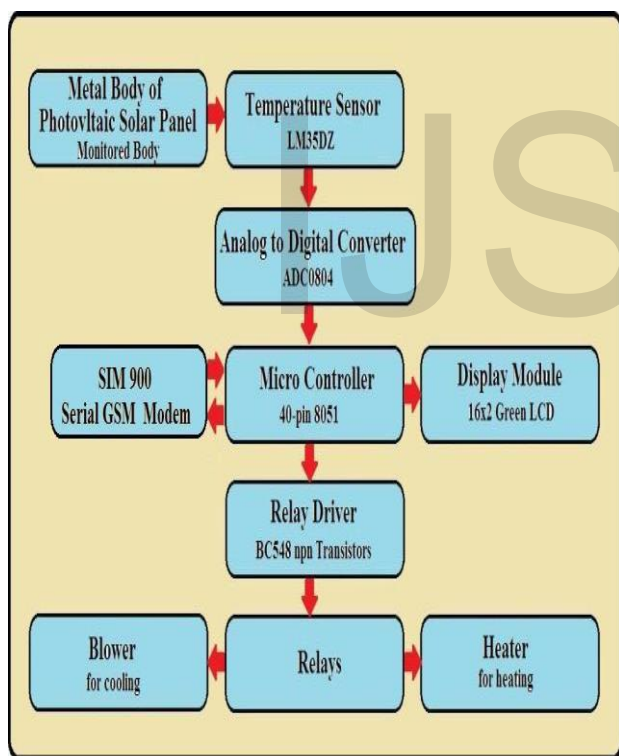 Metal Body of
Photovltaic Solar Panel
Monitored Body
Temperature Sensor
LM35DZ
Analog to Digital Converter
ADC0804
SIM 900
Serial GSM Modem
Micro Controller
40-pin 8051
Display Module
16x2 Green LCD
Relay Driver
BC548 npn Transistors
Blower
for cooling
Relays
Heater
for heating
IJS